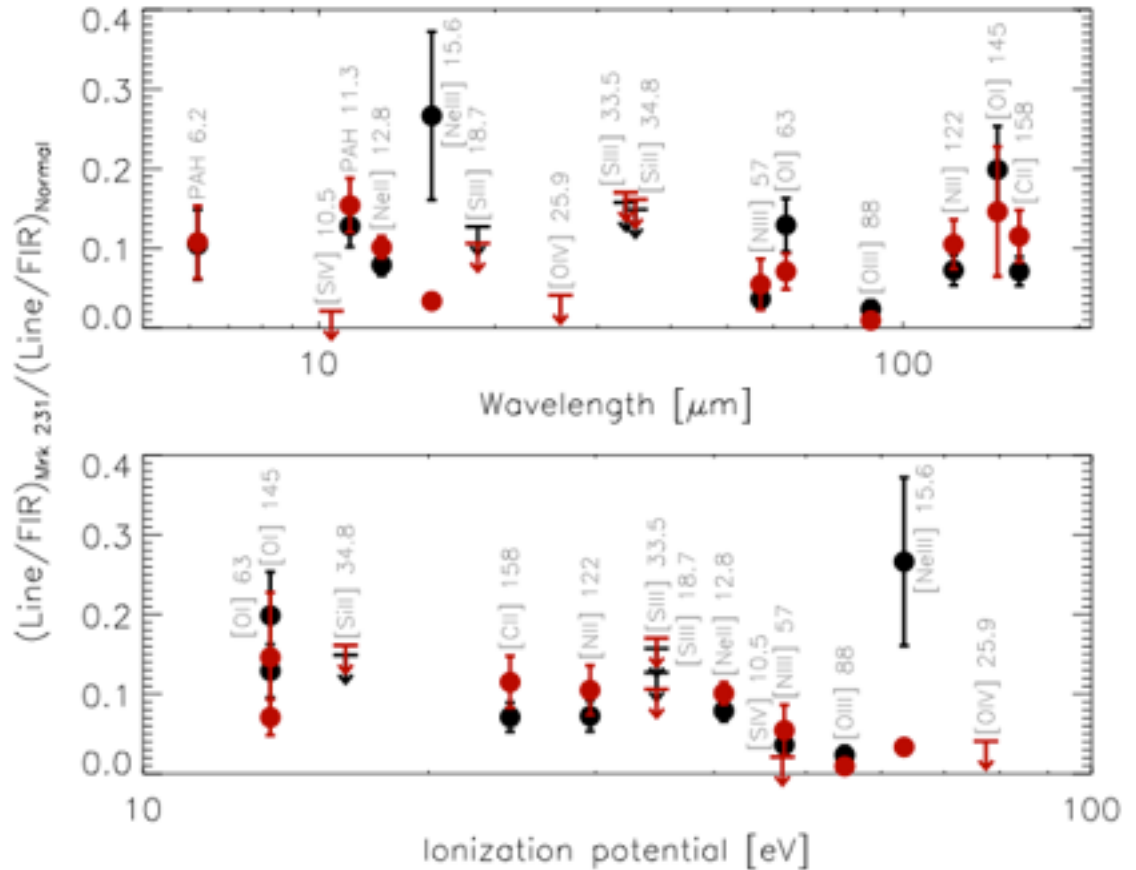 (Line/FIR)Mrk 231/(Line/FIR)Normal
0.4
0.3
0.2
0.1
0.0
PAH 6.2
[SIV] 10.5
PAH 11.3
[NeII] 12.8
[NeIII] 15.6
[SIII] 18.7
[OIV] 25.9
[SIII] 33.5
[SiII] 34.8
[NIII] 57
[OI] 63
[OIII] 88
[NII] 122
[OI] 145
[CII] 158
10
100
Wavelength [μm]
0.4
0.3
0.2
0.1
0.0
[OI] 63
[OI] 145
[SiII] 34.8
[CII] 158
[NII] 122
[SIII] 33.5
[SIII] 18.7
[NeII] 12.8
[SIV] 10.5
[NIII] 57
[OIII] 88
[NeIII] 15.6
[OIV] 25.9
10
100
Ionization potential [eV]